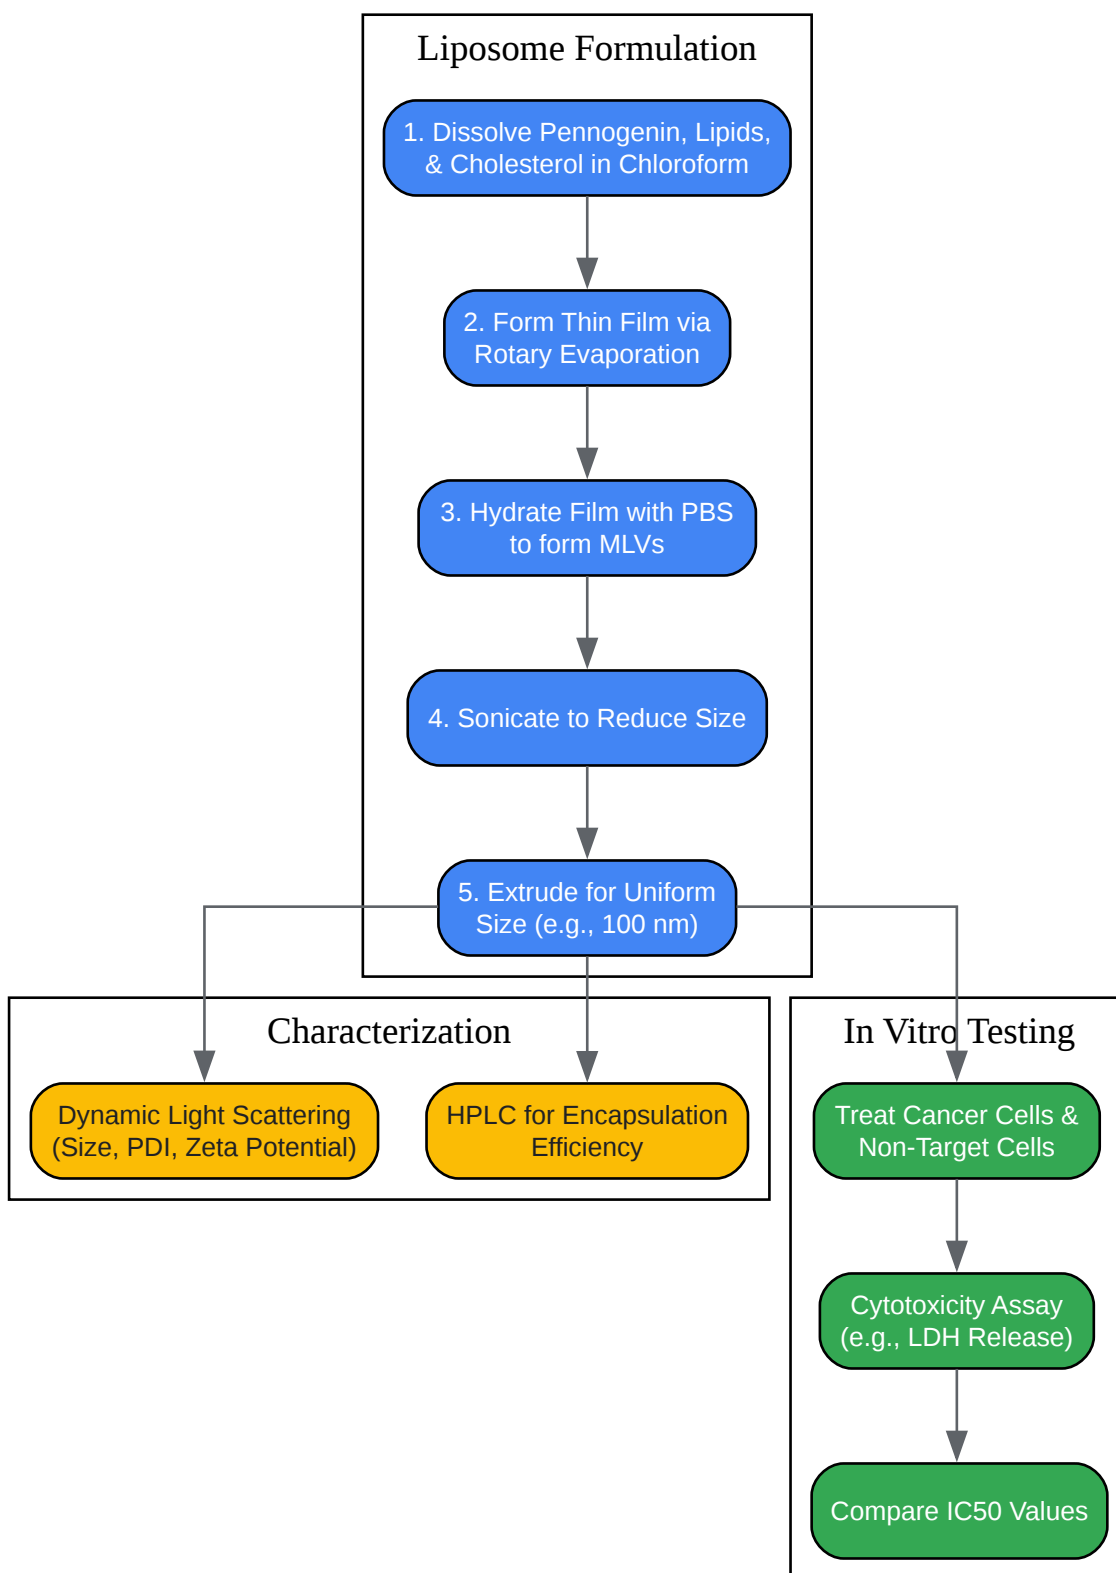 Liposome Formulation
1. Dissolve Pennogenin, Lipids,
& Cholesterol in Chloroform
2. Form Thin Film via
Rotary Evaporation
3. Hydrate Film with PBS
to form MLVs
4. Sonicate to Reduce Size
5. Extrude for Uniform
Size (e.g., 100 nm)
Characterization
Dynamic Light Scattering
(Size, PDI, Zeta Potential)
HPLC for Encapsulation
Efficiency
In Vitro Testing
Treat Cancer Cells &
Non-Target Cells
Cytotoxicity Assay
(e.g., LDH Release)
Compare IC50 Values